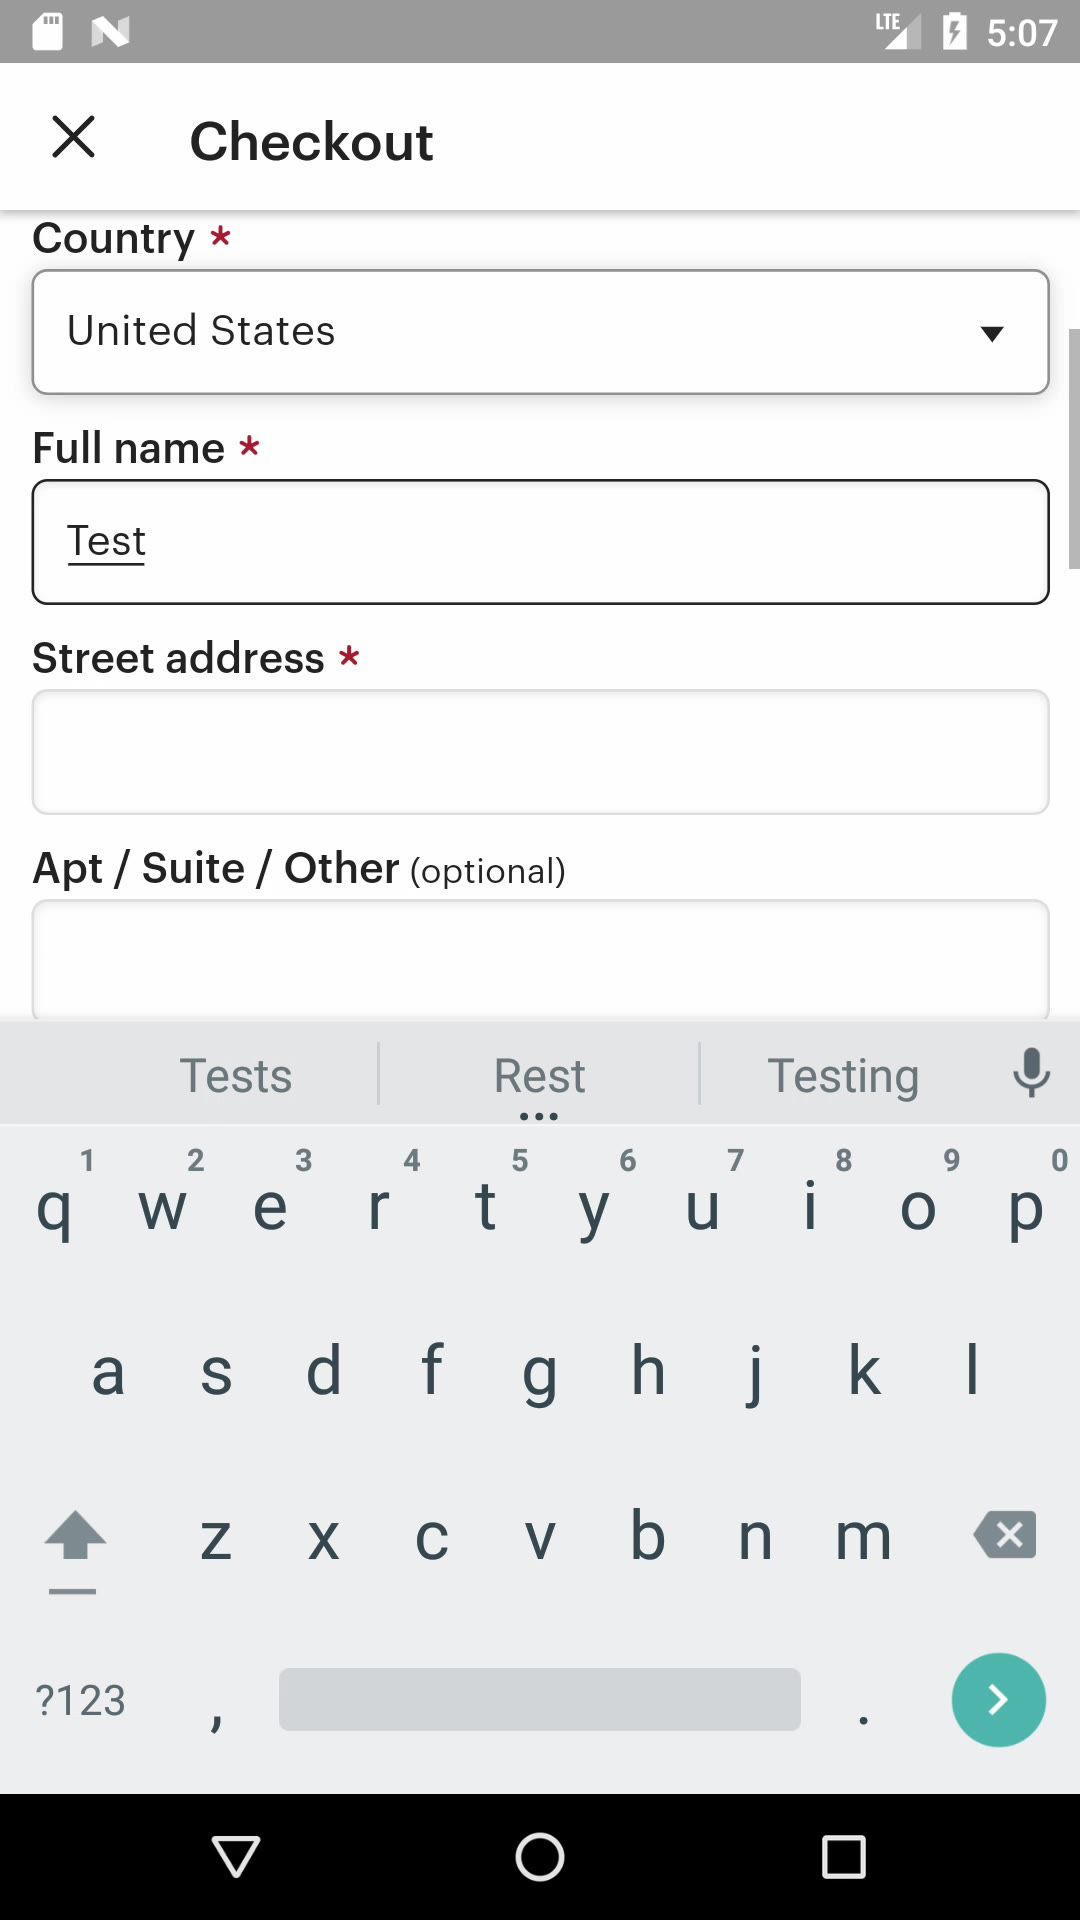 LTE 5:07
Checkout
Country *
United States
Full name *
Test
Street address *
Apt / Suite / Other (optional)
Tests Rest Testing
1 2 3 4 5 6 7 8 9 0
q w e r t y u i o p
a s d f g h j k l
z x c v b n m
?123 , .